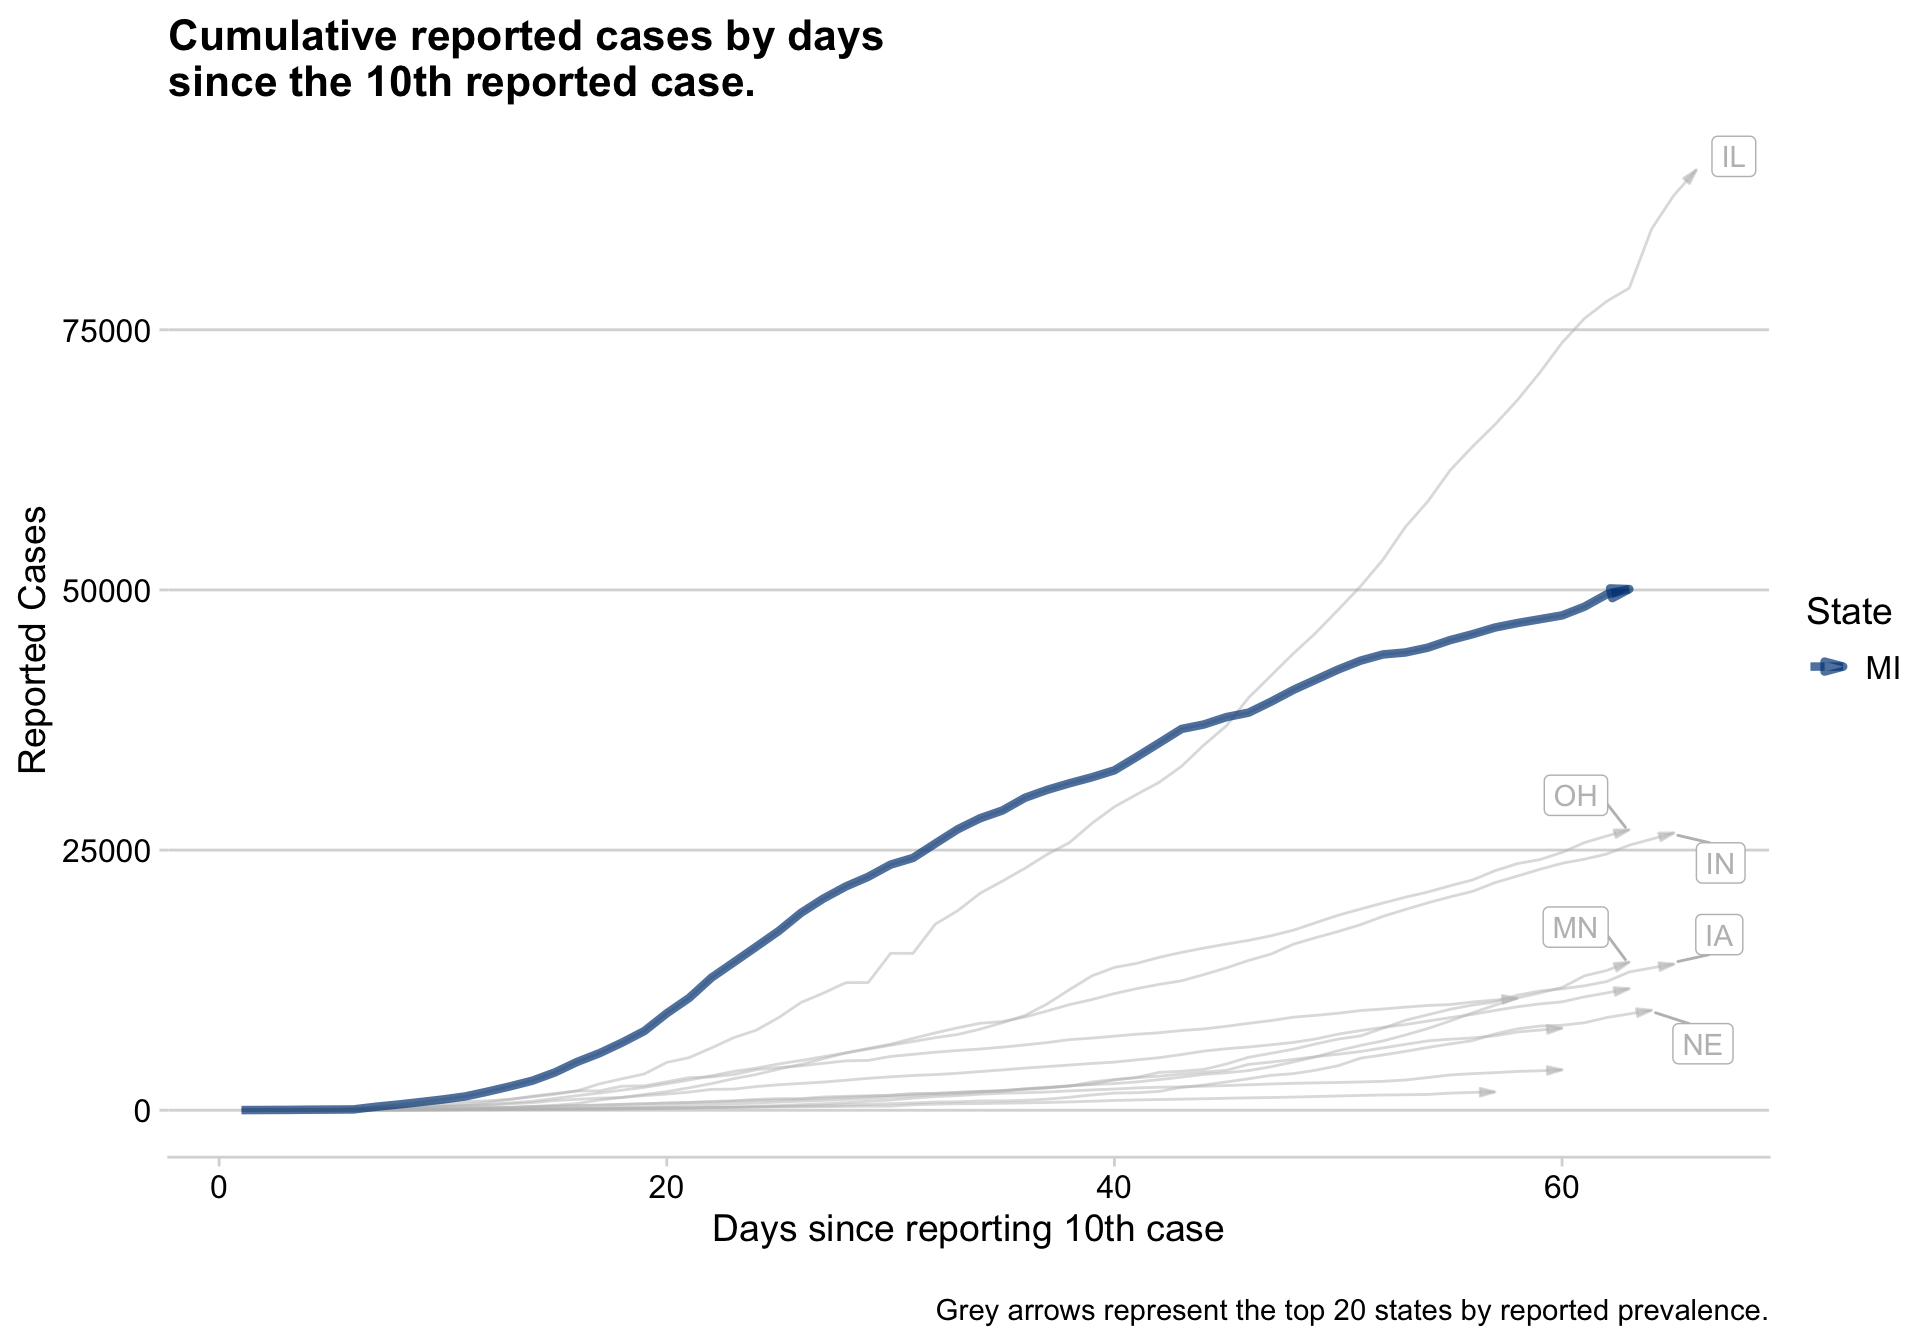 Cumulative reported cases by days
since the 10th reported case.
IL
75000
50000
25000
0
Reported Cases
OH
IN
MN
IA
NE
State
MI
0
20
40
60
Days since reporting 10th case
Grey arrows represent the top 20 states by reported prevalence.